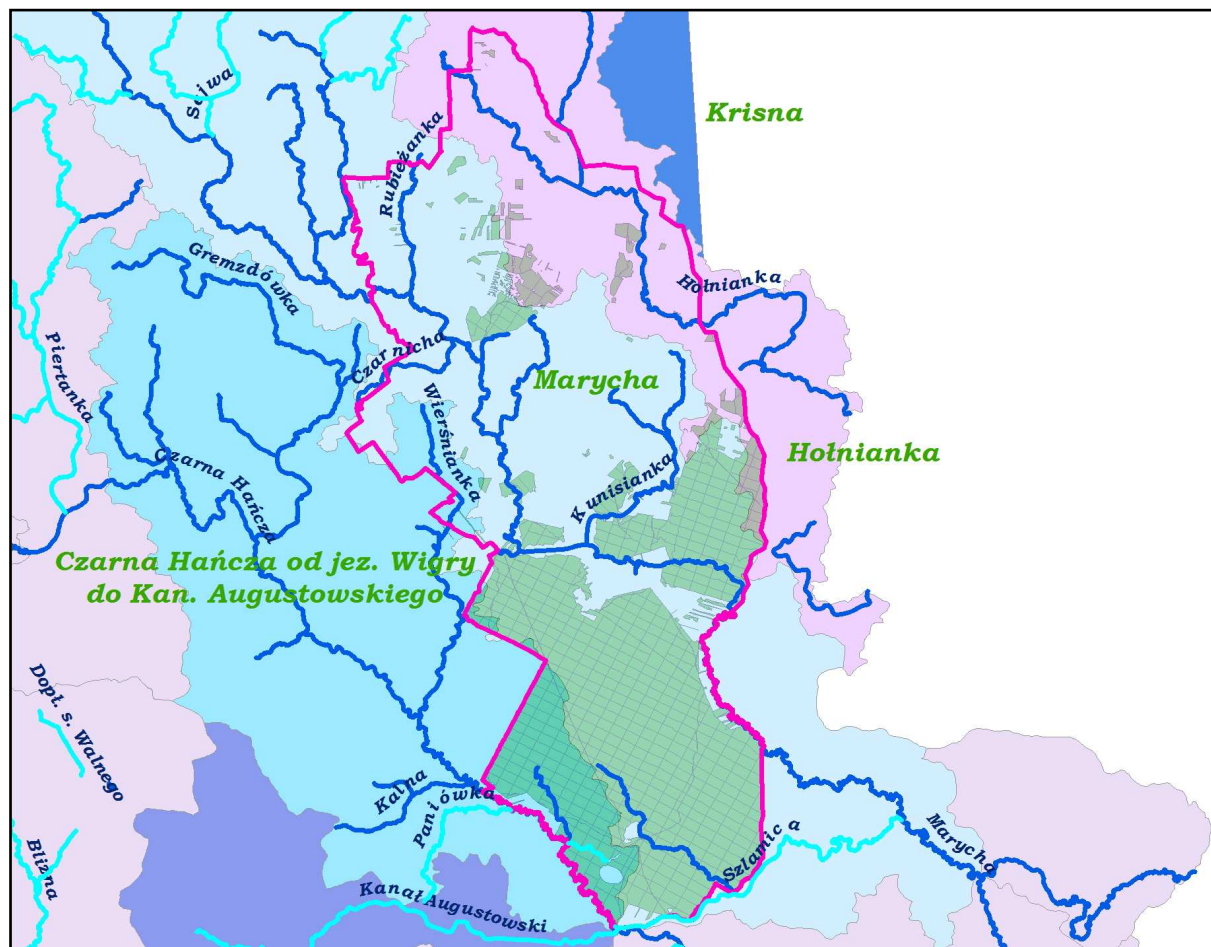 Sejwa
Rubieżanka
Krisna
Gremzdówka
Hołnianka
Piertanka
Czarnicha
Marycha
Wierśnianka
Hołnianka
Czarna Hańcza
Kunisianka
Czarna Hańcza od jez. Wigry
do Kan. Augustowskiego
Dopł. s. Walnego
Kalna
Paniówka
Szlamica
Marycha
Blizna
Kanał Augustowski